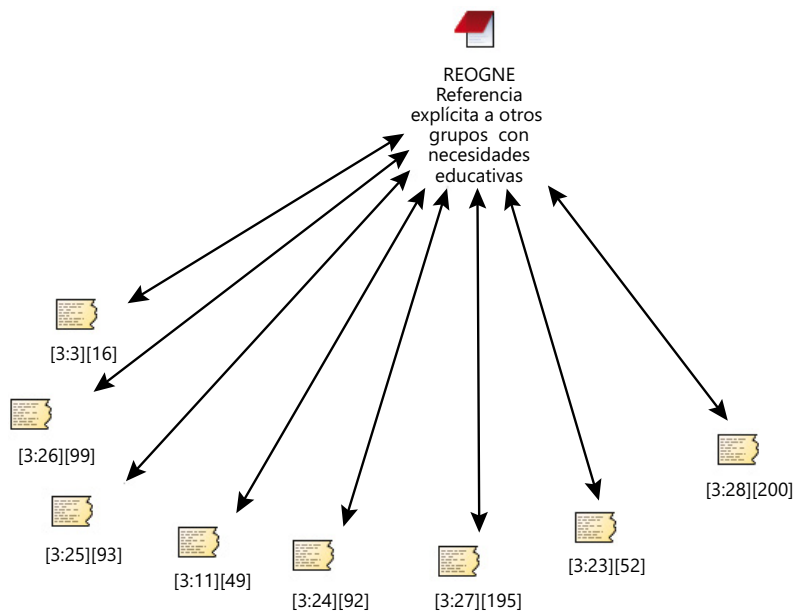 REOGNE
Referencia
explícita a otros
grupos con
necesidades
educativas
[3:3][16]
[3:26][99]
[3:28][200]
[3:25][93]
[3:11][49]
[3:23][52]
[3:24][92]
[3:27][195]